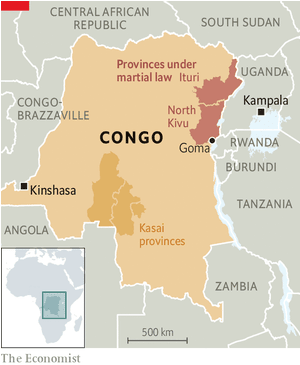 CENTRAL AFRICAN
REPUBLIC
SOUTH SUDAN
Provinces under
martial law
Ituri
UGANDA
CONGO-
BRAZZAVILLE
North
Kivu
Kampala
CONGO
Goma
RWANDA
BURUNDI
Kinshasa
TANZANIA
ANGOLA
Kasai
provinces
ZAMBIA
500 km
The Economist